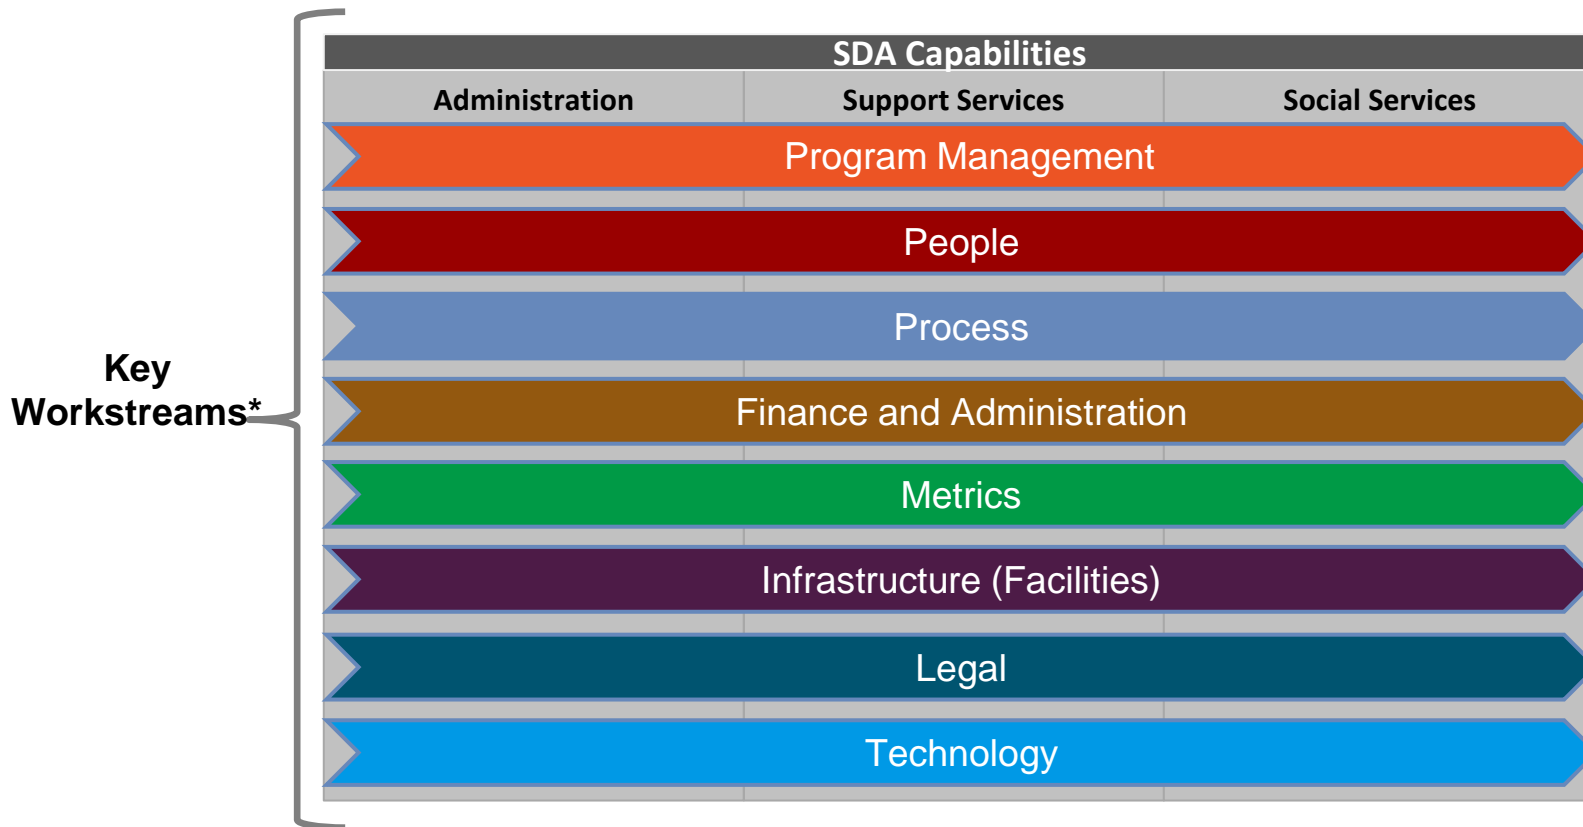 SDA Capabilities
Administration Support Services Social Services
Program Management
People
Process
Key
Workstreams*
Finance and Administration
Metrics
Infrastructure (Facilities)
Legal
Technology